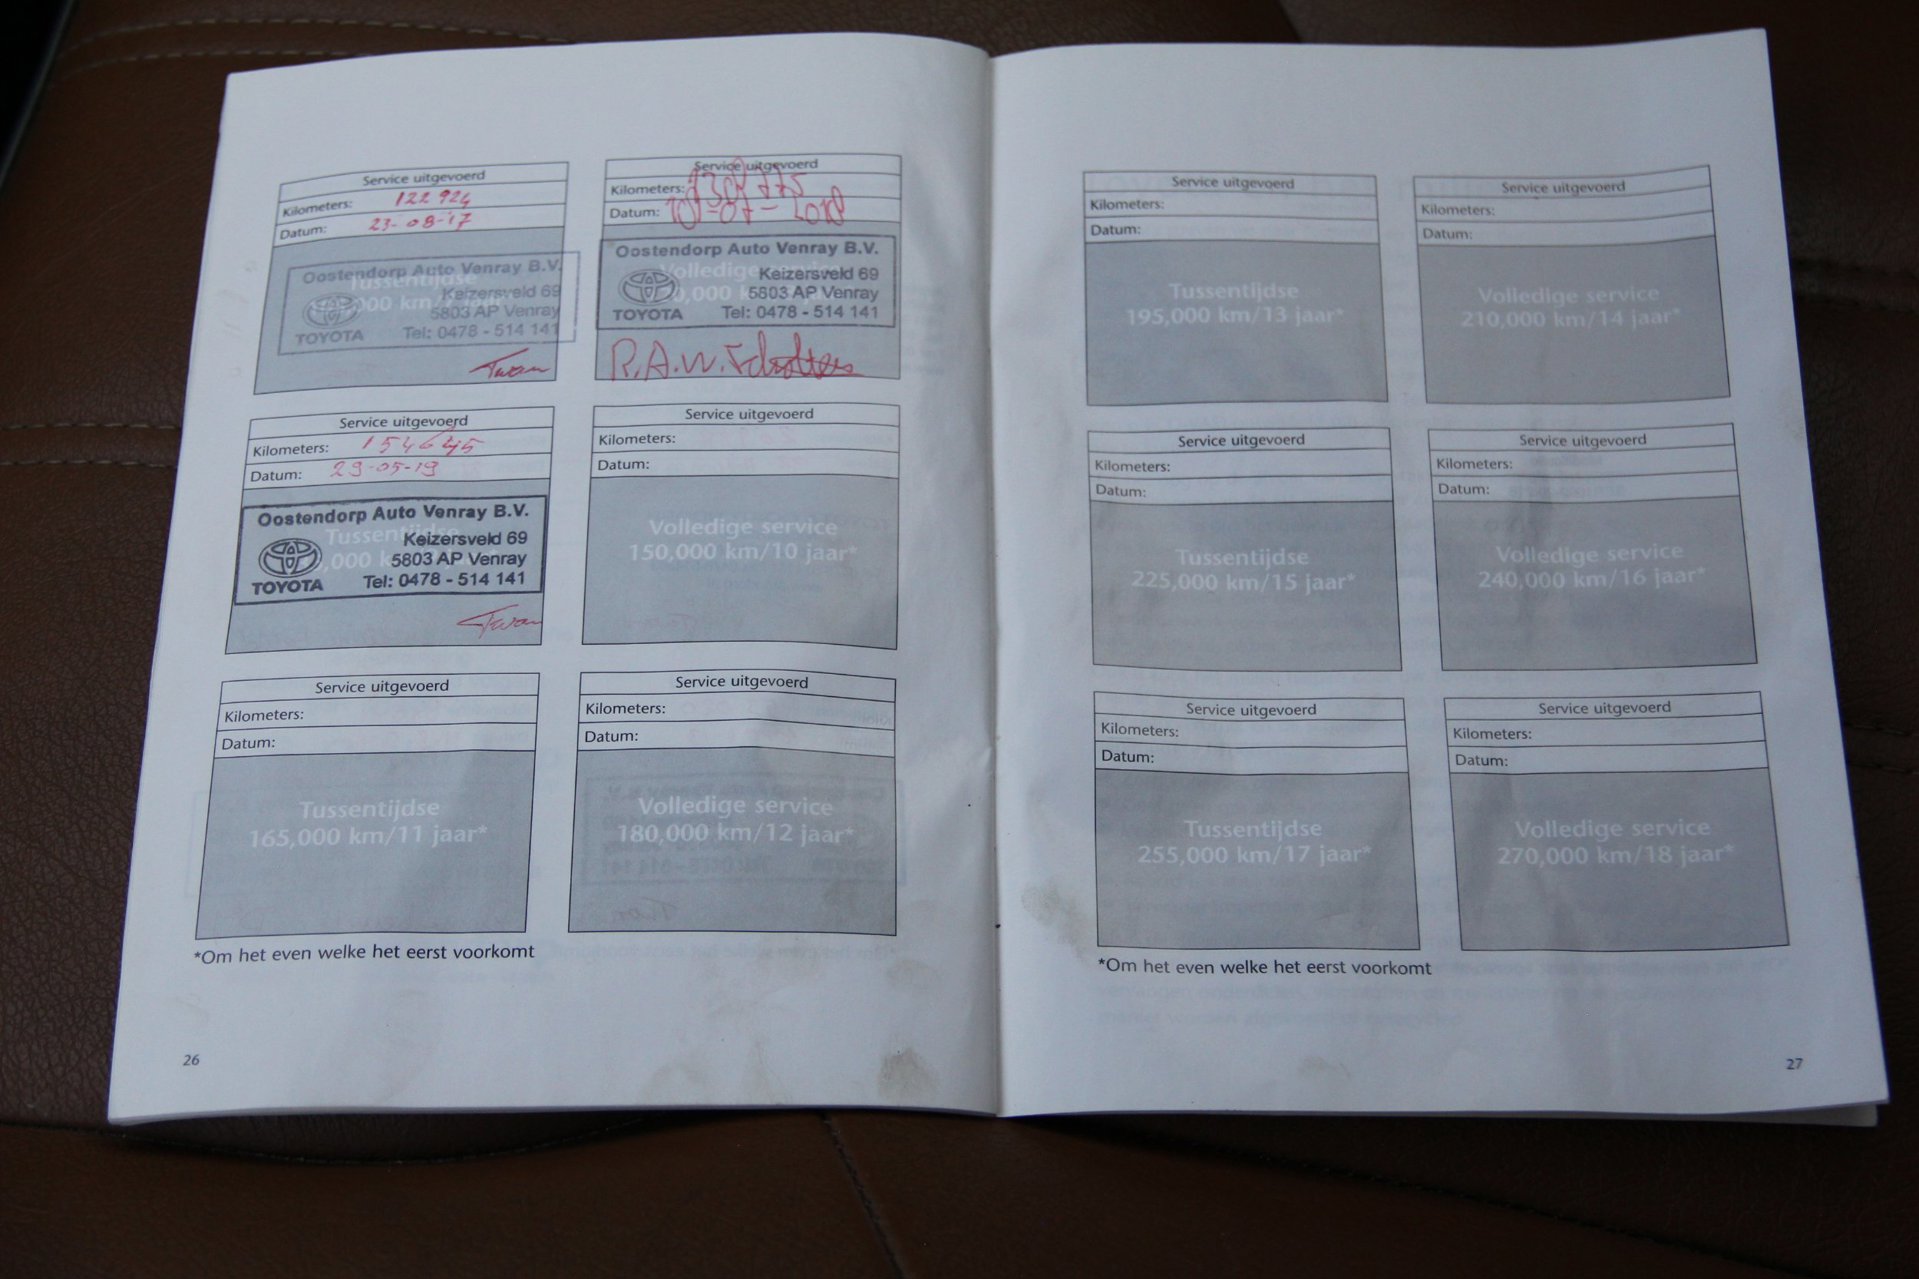 Service uitgevoerd
Kilometers: 122 924
Datum: 23-08-17
Oostendorp Auto Venray B.V.
Tussentijdse
Keizersveld 69
5803 AP Venray
TOYOTA Tel: 0478 - 514 141
Twan
Service uitgevoerd
Kilometers:
Datum:
Oostendorp Auto Venray B.V.
Volledige service
Keizersveld 69
5803 AP Venray
TOYOTA Tel: 0478 - 514 141
R.A.W.
Service uitgevoerd
Kilometers: 154645
Datum: 29-05-19
Oostendorp Auto Venray B.V.
Tussentijdse
Keizersveld 69
5803 AP Venray
TOYOTA Tel: 0478 - 514 141
Twan
Service uitgevoerd
Kilometers:
Datum:
Volledige service
150,000 km/10 jaar*
Service uitgevoerd
Kilometers:
Datum:
Tussentijdse
165,000 km/11 jaar*
Service uitgevoerd
Kilometers:
Datum:
Volledige service
180,000 km/12 jaar*
*Om het even welke het eerst voorkomt
26
Service uitgevoerd
Kilometers:
Datum:
Tussentijdse
195,000 km/13 jaar*
Service uitgevoerd
Kilometers:
Datum:
Volledige service
210,000 km/14 jaar*
Service uitgevoerd
Kilometers:
Datum:
Tussentijdse
225,000 km/15 jaar*
Service uitgevoerd
Kilometers:
Datum:
Volledige service
240,000 km/16 jaar*
Service uitgevoerd
Kilometers:
Datum:
Tussentijdse
255,000 km/17 jaar*
Service uitgevoerd
Kilometers:
Datum:
Volledige service
270,000 km/18 jaar*
*Om het even welke het eerst voorkomt
27